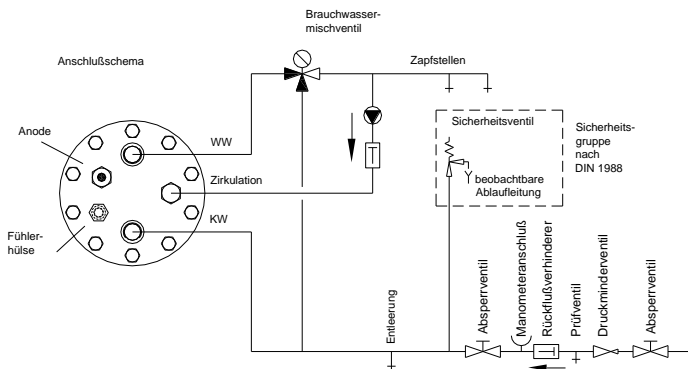 Brauchwasser-
mischventil
Anschlußschema
Zapfstellen
Anode
WW
Sicherheitsventil
Sicherheits-
gruppe
nach
DIN 1988
beobachtbare
Ablaufleitung
Zirkulation
KW
Fühler-
hülse
Entleerung
Absperrventil
Manometeranschluß
Rückflußverhinderer
Prüfventil
Druckminderventil
Absperrventil